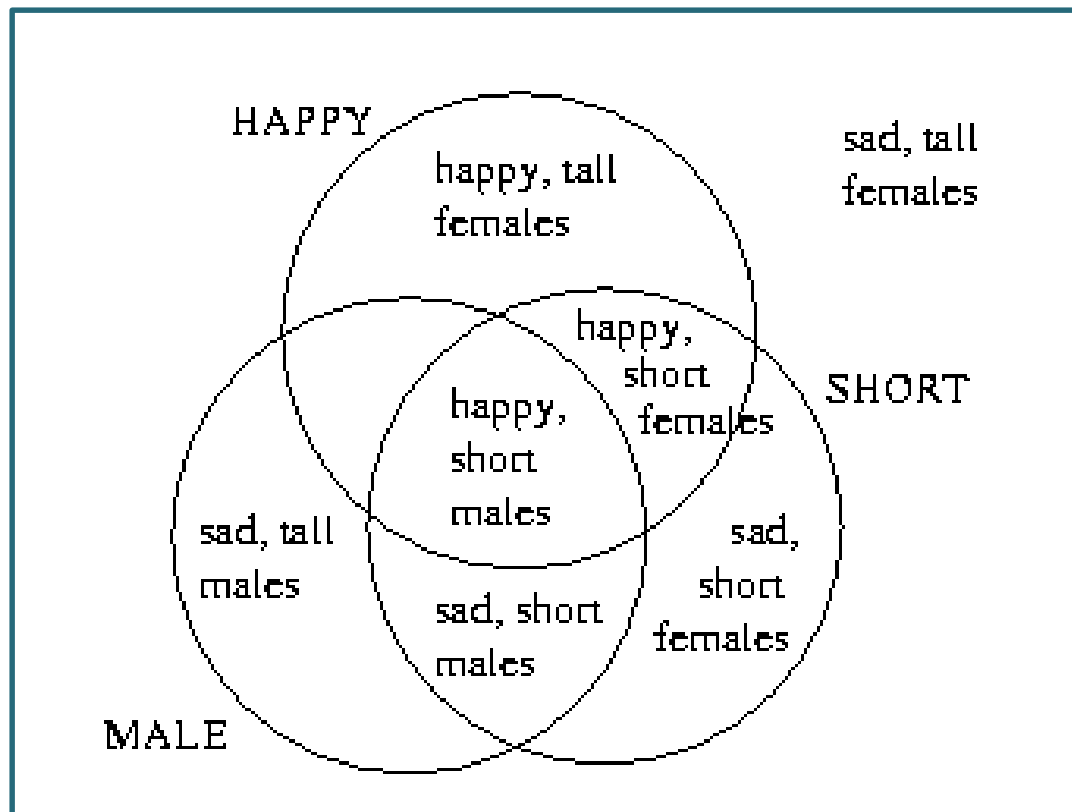 HAPPY
happy, tall
females
sad, tall
females
happy,
short
females
SHORT
happy,
short
males
sad, tall
males
sad,
short
females
sad, short
males
MALE